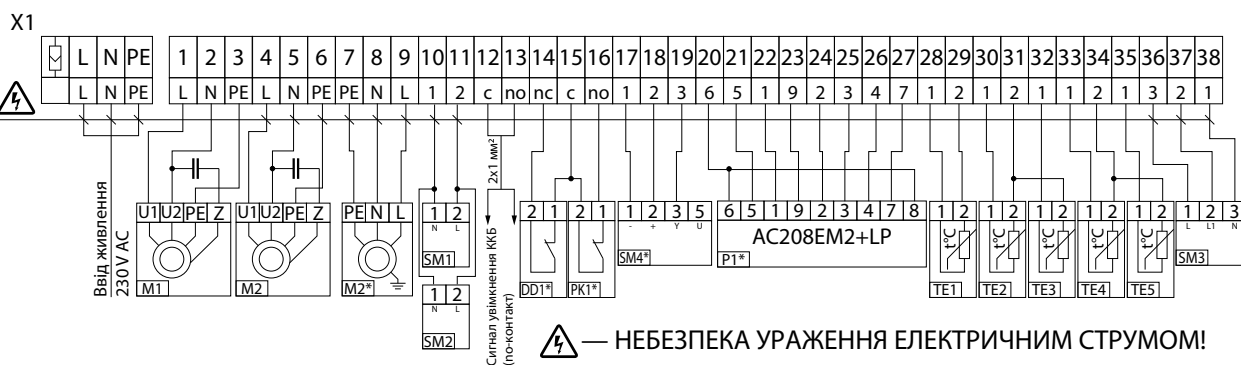 X1
L N PE 1 2 3 4 5 6 7 8 9 10 11 12 13 14 15 16 17 18 19 20 21 22 23 24 25 26 27 28 29 30 31 32 33 34 35 36 37 38
L N PE L N PE L N PE PE N L 1 2 c no nc c no 1 2 3 6 5 1 9 2 3 4 7 1 2 1 2 1 1 2 1 3 2 1
Ввід живлення
230 V AC
2x1 мм²
Сигнал увімкнення ККБ
(no-контакт)
U1 U2 PE Z
M1
U1 U2 PE Z
M2
PE N L
M2*
1 2
N L
SM1
1 2
N L
SM2
2 1
DD1*
2 1
PK1*
1 2 3 5
- + Y U
SM4*
6 5 1 9 2 3 4 7 8
AC208EM2+LP
P1*
1 2
t°C
TE1
1 2
t°C
TE2
1 2
t°C
TE3
1 2
t°C
TE4
1 2
t°C
TE5
1 2 3
L L1 N
SM3
— НЕБЕЗПЕКА УРАЖЕННЯ ЕЛЕКТРИЧНИМ СТРУМОМ!